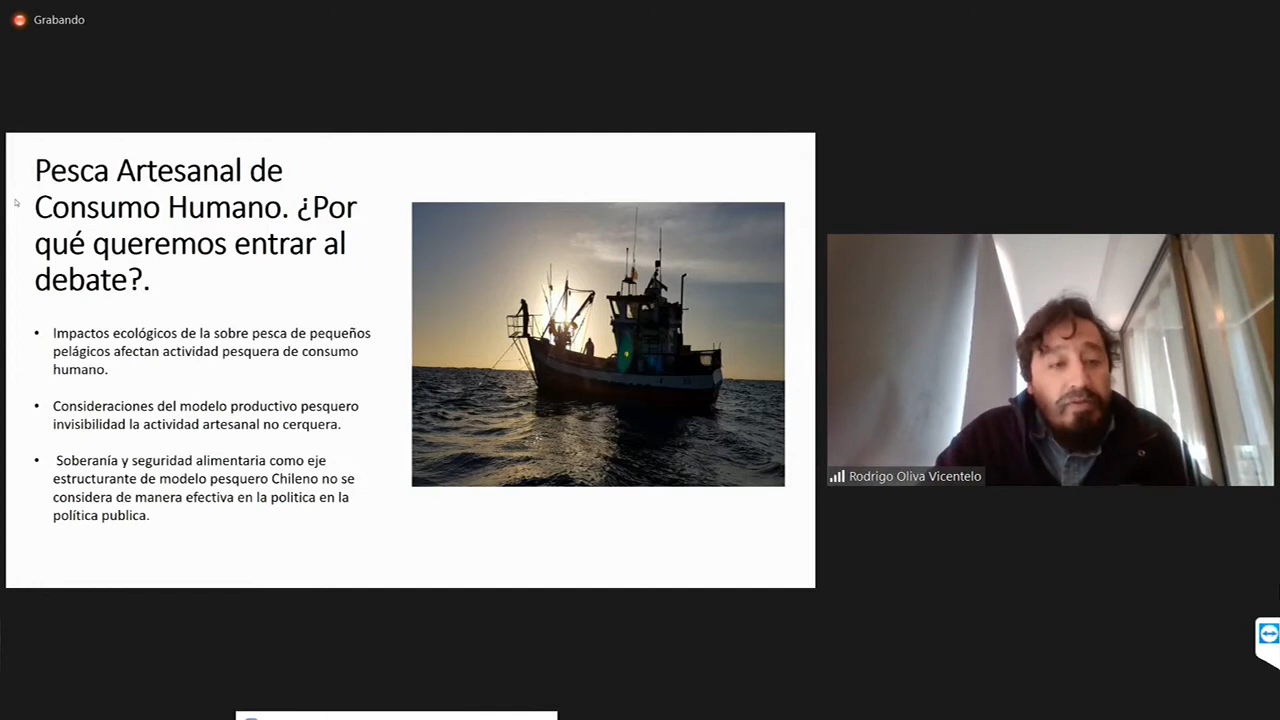 Grabando
Pesca Artesanal de
Consumo Humano. ¿Por
qué queremos entrar al
debate?.
• Impactos ecológicos de la sobre pesca de pequeños
pelágicos afectan actividad pesquera de consumo
humano.
• Consideraciones del modelo productivo pesquero
invisibilidad la actividad artesanal no cerquera.
• Soberanía y seguridad alimentaria como eje
estructurante de modelo pesquero Chileno no se
considera de manera efectiva en la politica en la
política publica.
Rodrigo Oliva Vicentelo